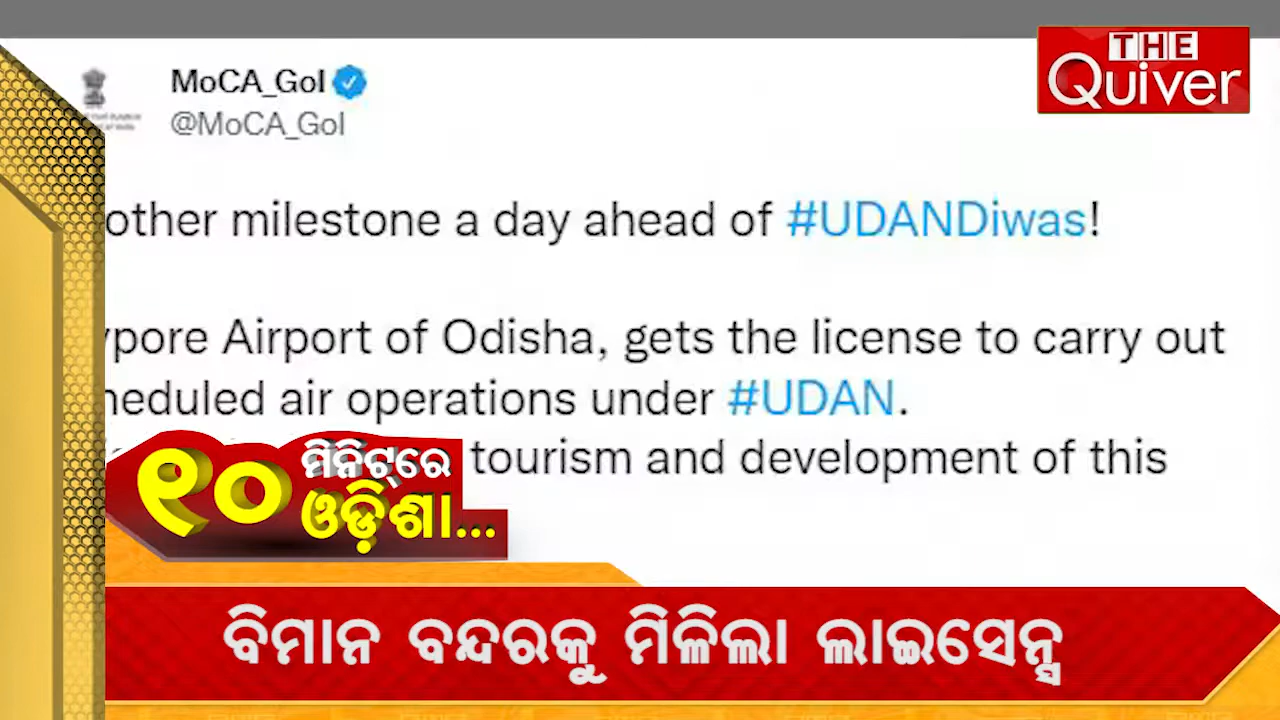 THE
Quiver
MoCA_GoI
@MoCA_GoI
other milestone a day ahead of #UDANDiwas!
ypore Airport of Odisha, gets the license to carry out
heduled air operations under #UDAN.
tourism and development of this
୧୦ ମିନିଟ୍‌ରେ
ଓଡ଼ିଶା...
ବିମାନ ବନ୍ଦରକୁ ମିଳିଲା ଲାଇସେନ୍ସ